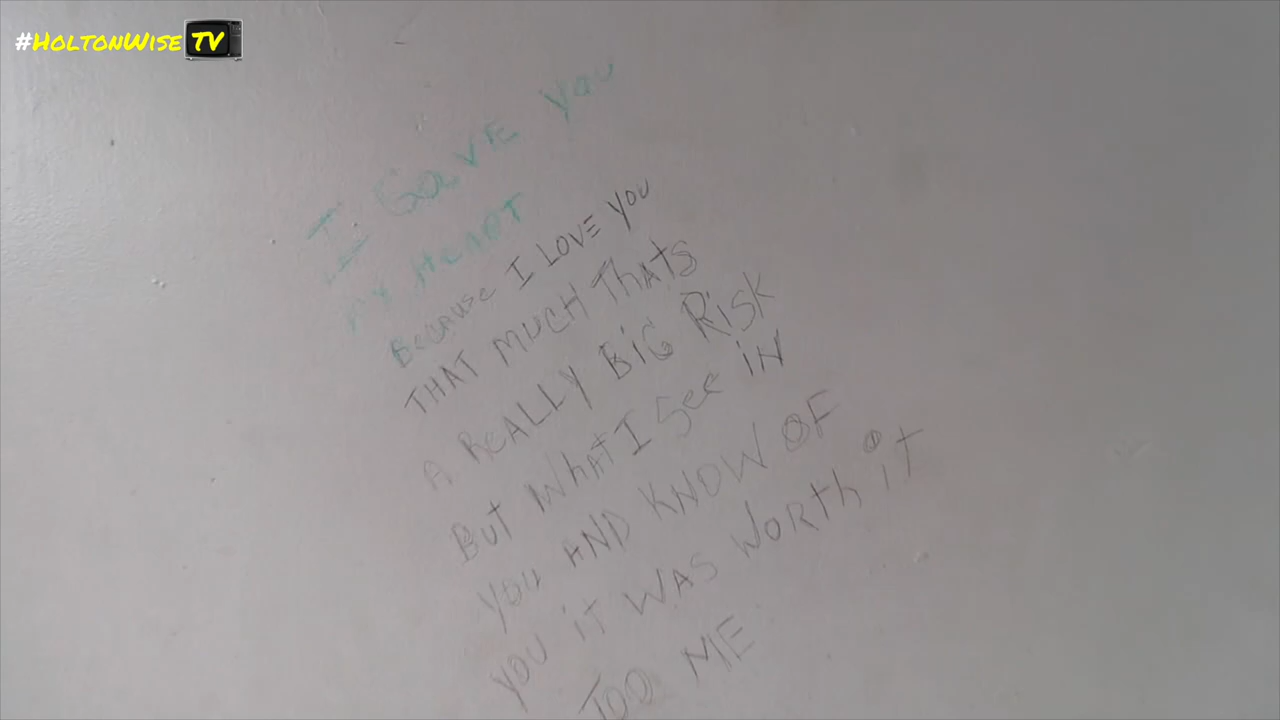 #HoltonWise TV
I GAVE You
my HEART
BECAUSE I LOVE YOU
THAT MUCH ThAts
A ReALLY BiG RiSK
BUT WhAT I See iN
YOU AND KNOW OF
YOU it WAS WORth it
TOO ME